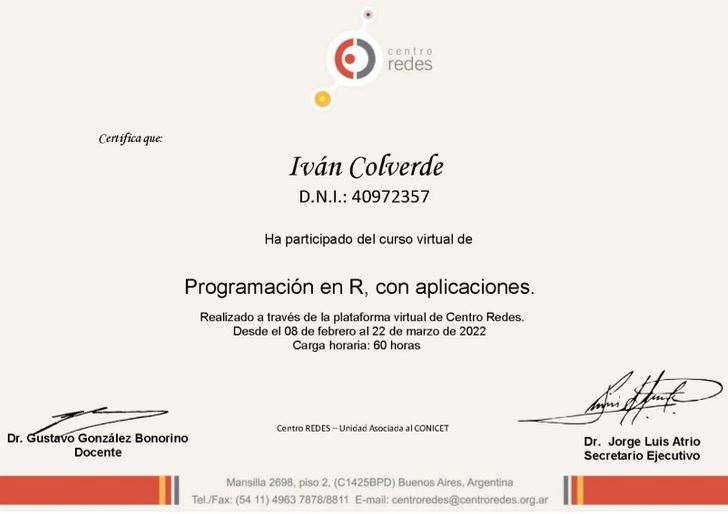 centro
redes
Certifica que:
Iván Colverde
D.N.I.: 40972357
Ha participado del curso virtual de
Programación en R, con aplicaciones.
Realizado a través de la plataforma virtual de Centro Redes.
Desde el 08 de febrero al 22 de marzo de 2022
Carga horaria: 60 horas
Dr. Gustavo González Bonorino
Docente
Centro REDES – Unidad Asociada al CONICET
Dr. Jorge Luis Atrio
Secretario Ejecutivo
Mansilla 2698, piso 2, (C1425BPD) Buenos Aires, Argentina
Tel./Fax: (54 11) 4963 7878/8811 E-mail: centroredes@centroredes.org.ar